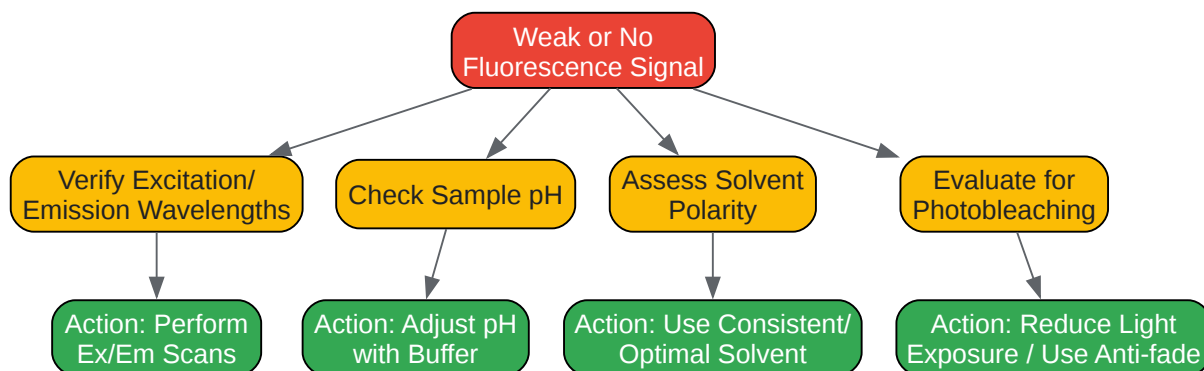 Weak or No
Fluorescence Signal
Verify Excitation/
Emission Wavelengths
Check Sample pH
Assess Solvent
Polarity
Evaluate for
Photobleaching
Action: Perform
Ex/Em Scans
Action: Adjust pH
with Buffer
Action: Use Consistent/
Optimal Solvent
Action: Reduce Light
Exposure / Use Anti-fade